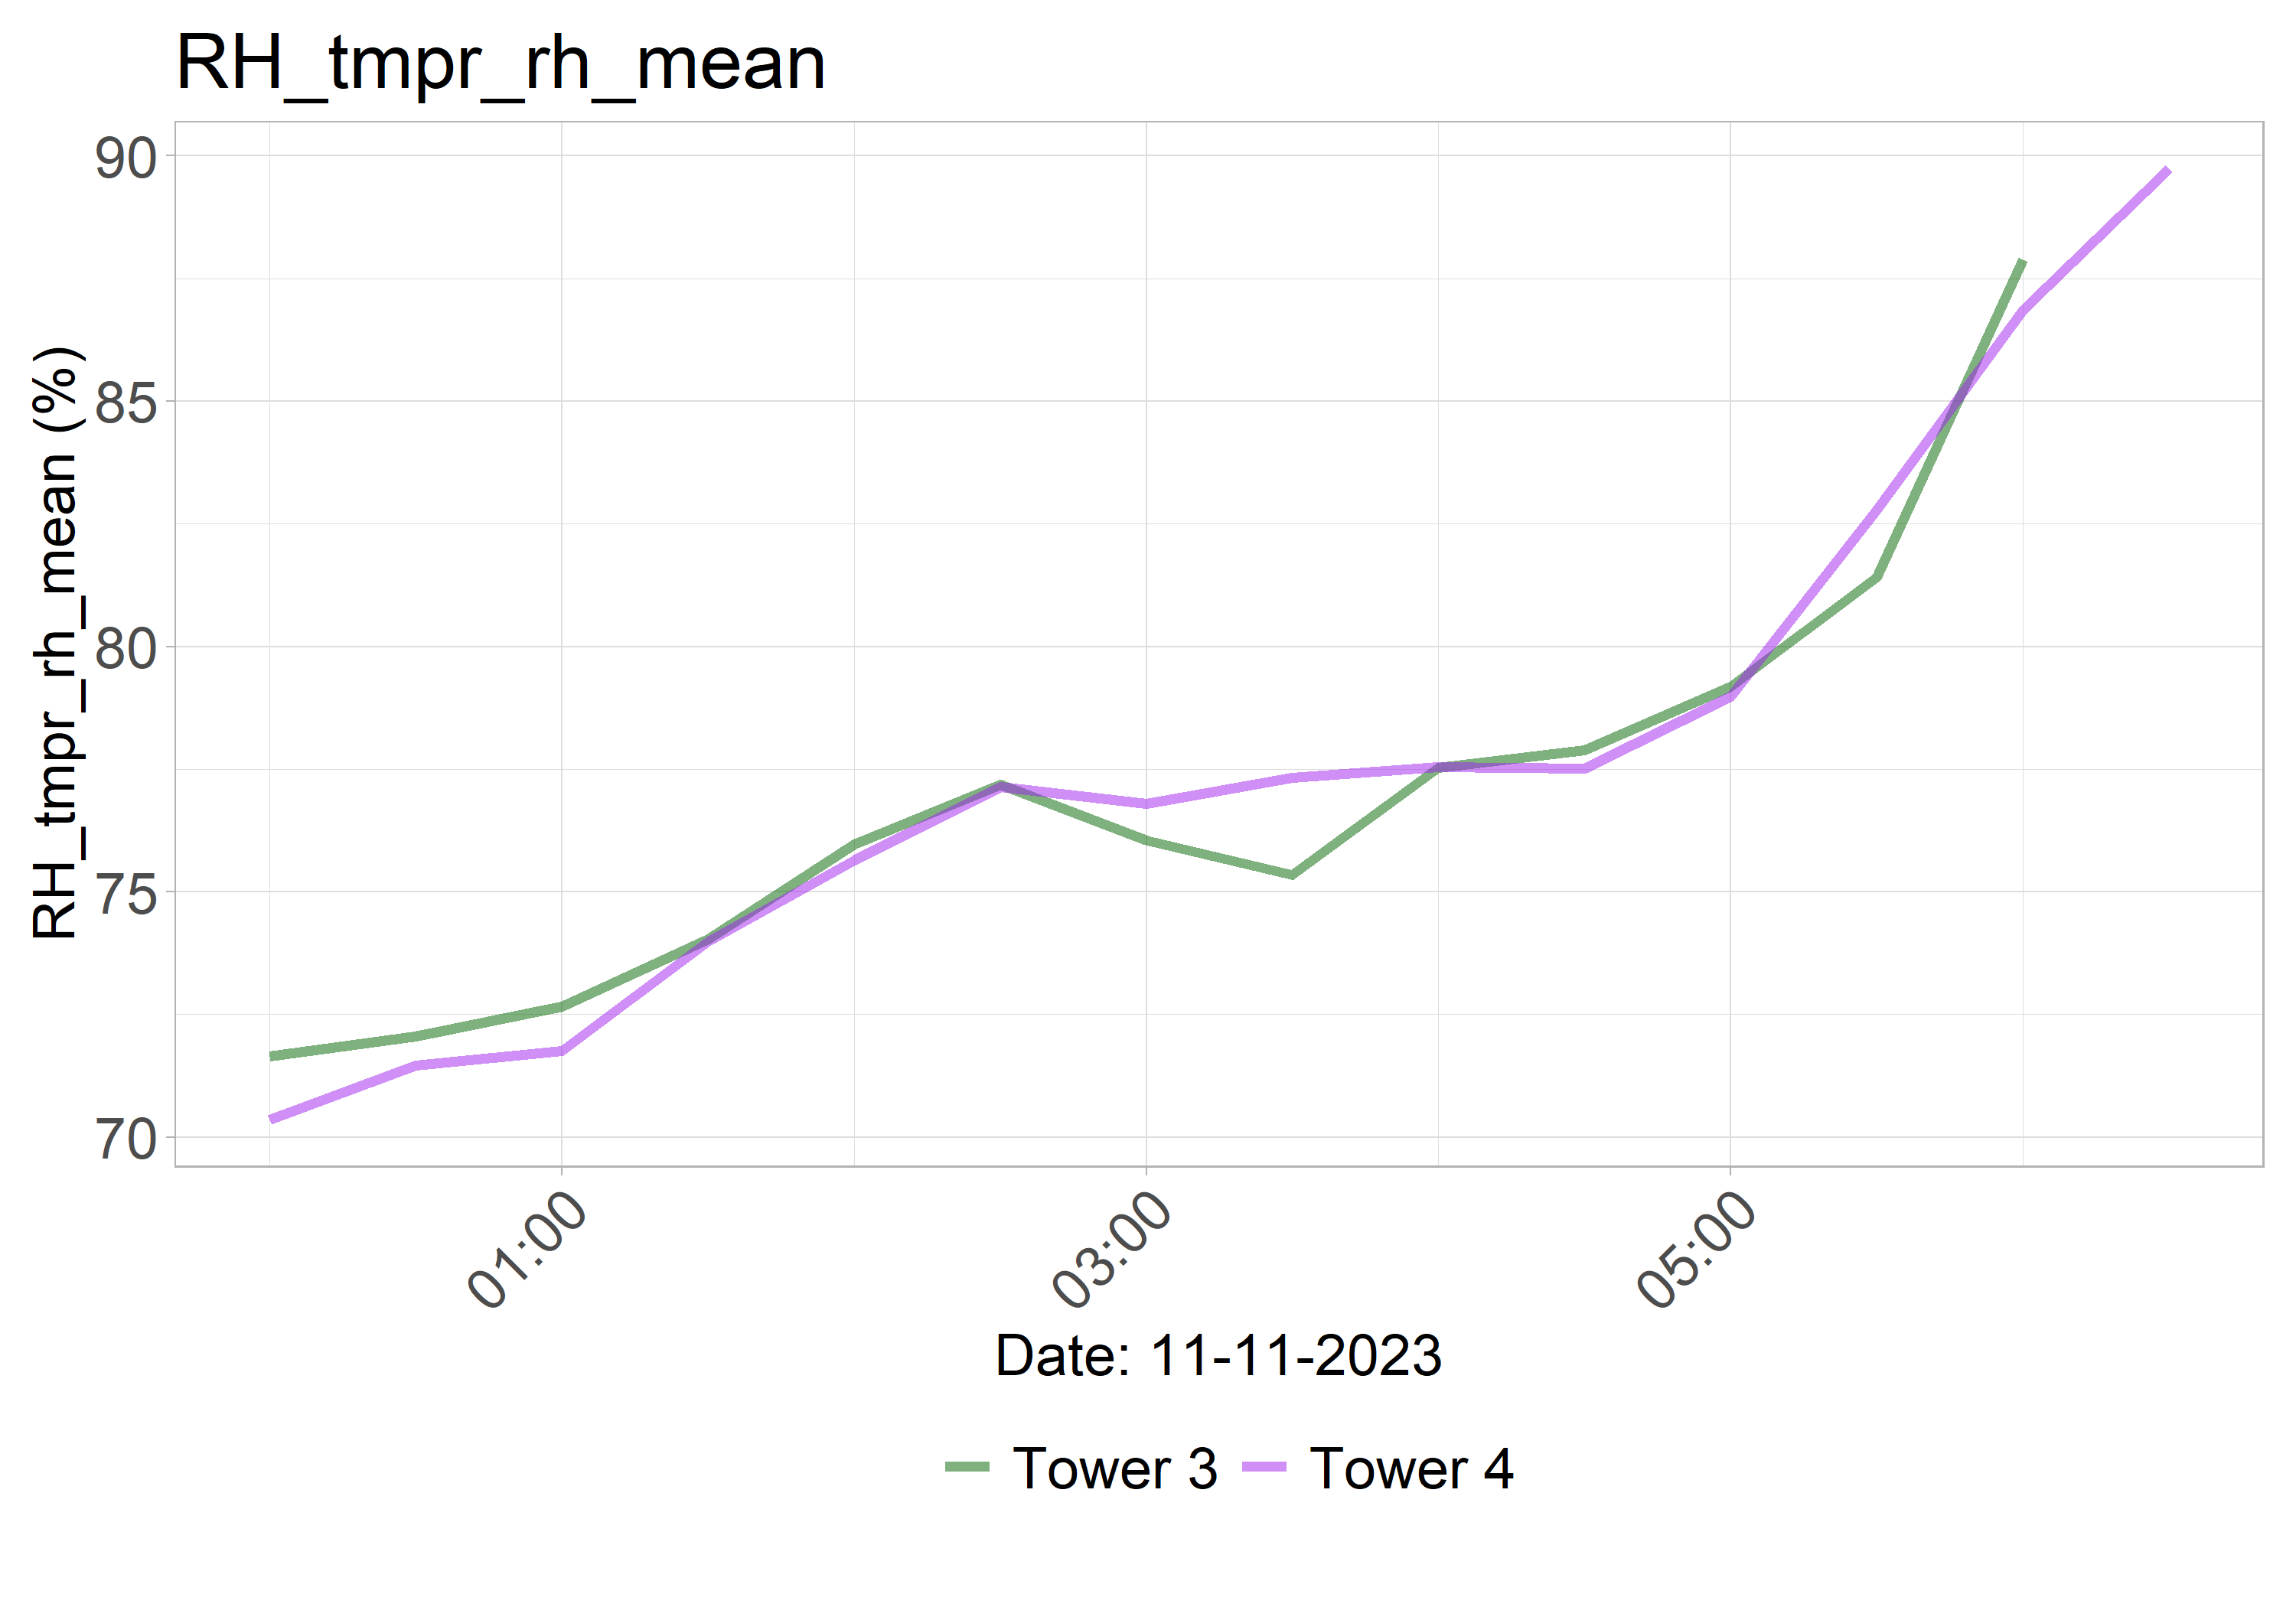 RH_tmpr_rh_mean
RH_tmpr_rh_mean (%)
90
85
80
75
70
01:00
03:00
05:00
Date: 11-11-2023
Tower 3
Tower 4